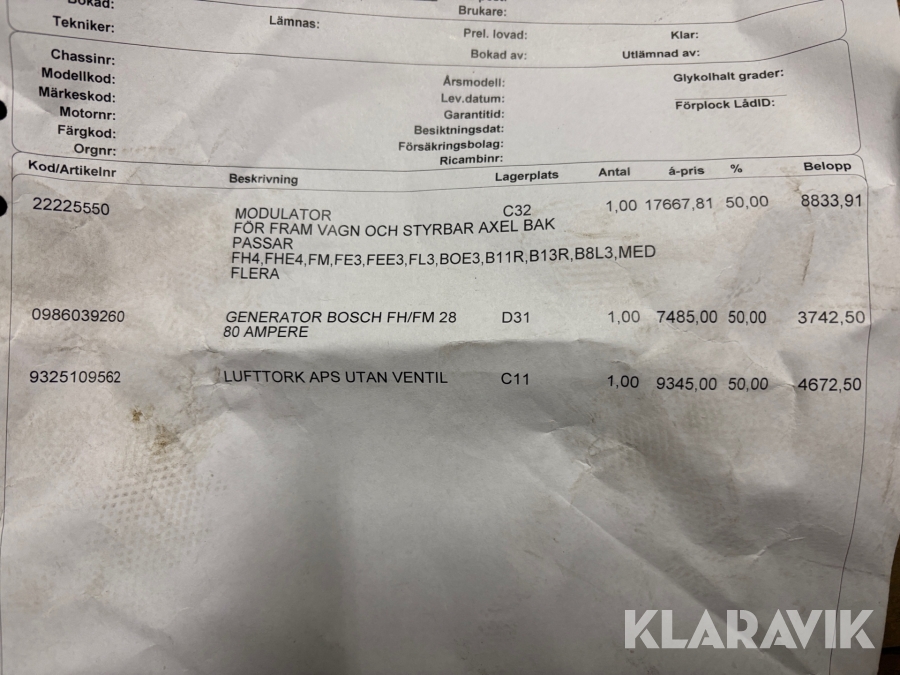 Bokad:
Brukare:
Tekniker:
Lämnas:
Prel. lovad:
Klar:
Bokad av:
Utlämnad av:
Chassinr:
Modellkod:
Märkeskod:
Motornr:
Färgkod:
Orgnr:
Årsmodell:
Lev.datum:
Garantitid:
Besiktningsdat:
Försäkringsbolag:
Ricambinr:
Glykolhalt grader:
Förplock LådID:
Kod/Artikelnr Beskrivning Lagerplats Antal á-pris % Belopp
22225550 MODULATOR C32 1,00 17667,81 50,00 8833,91
FÖR FRAM VAGN OCH STYRBAR AXEL BAK
PASSAR
FH4,FHE4,FM,FE3,FEE3,FL3,BOE3,B11R,B13R,B8L3,MED
FLERA
0986039260 GENERATOR BOSCH FH/FM 28 D31 1,00 7485,00 50,00 3742,50
80 AMPERE
9325109562 LUFTTORK APS UTAN VENTIL C11 1,00 9345,00 50,00 4672,50
KLARAVIK